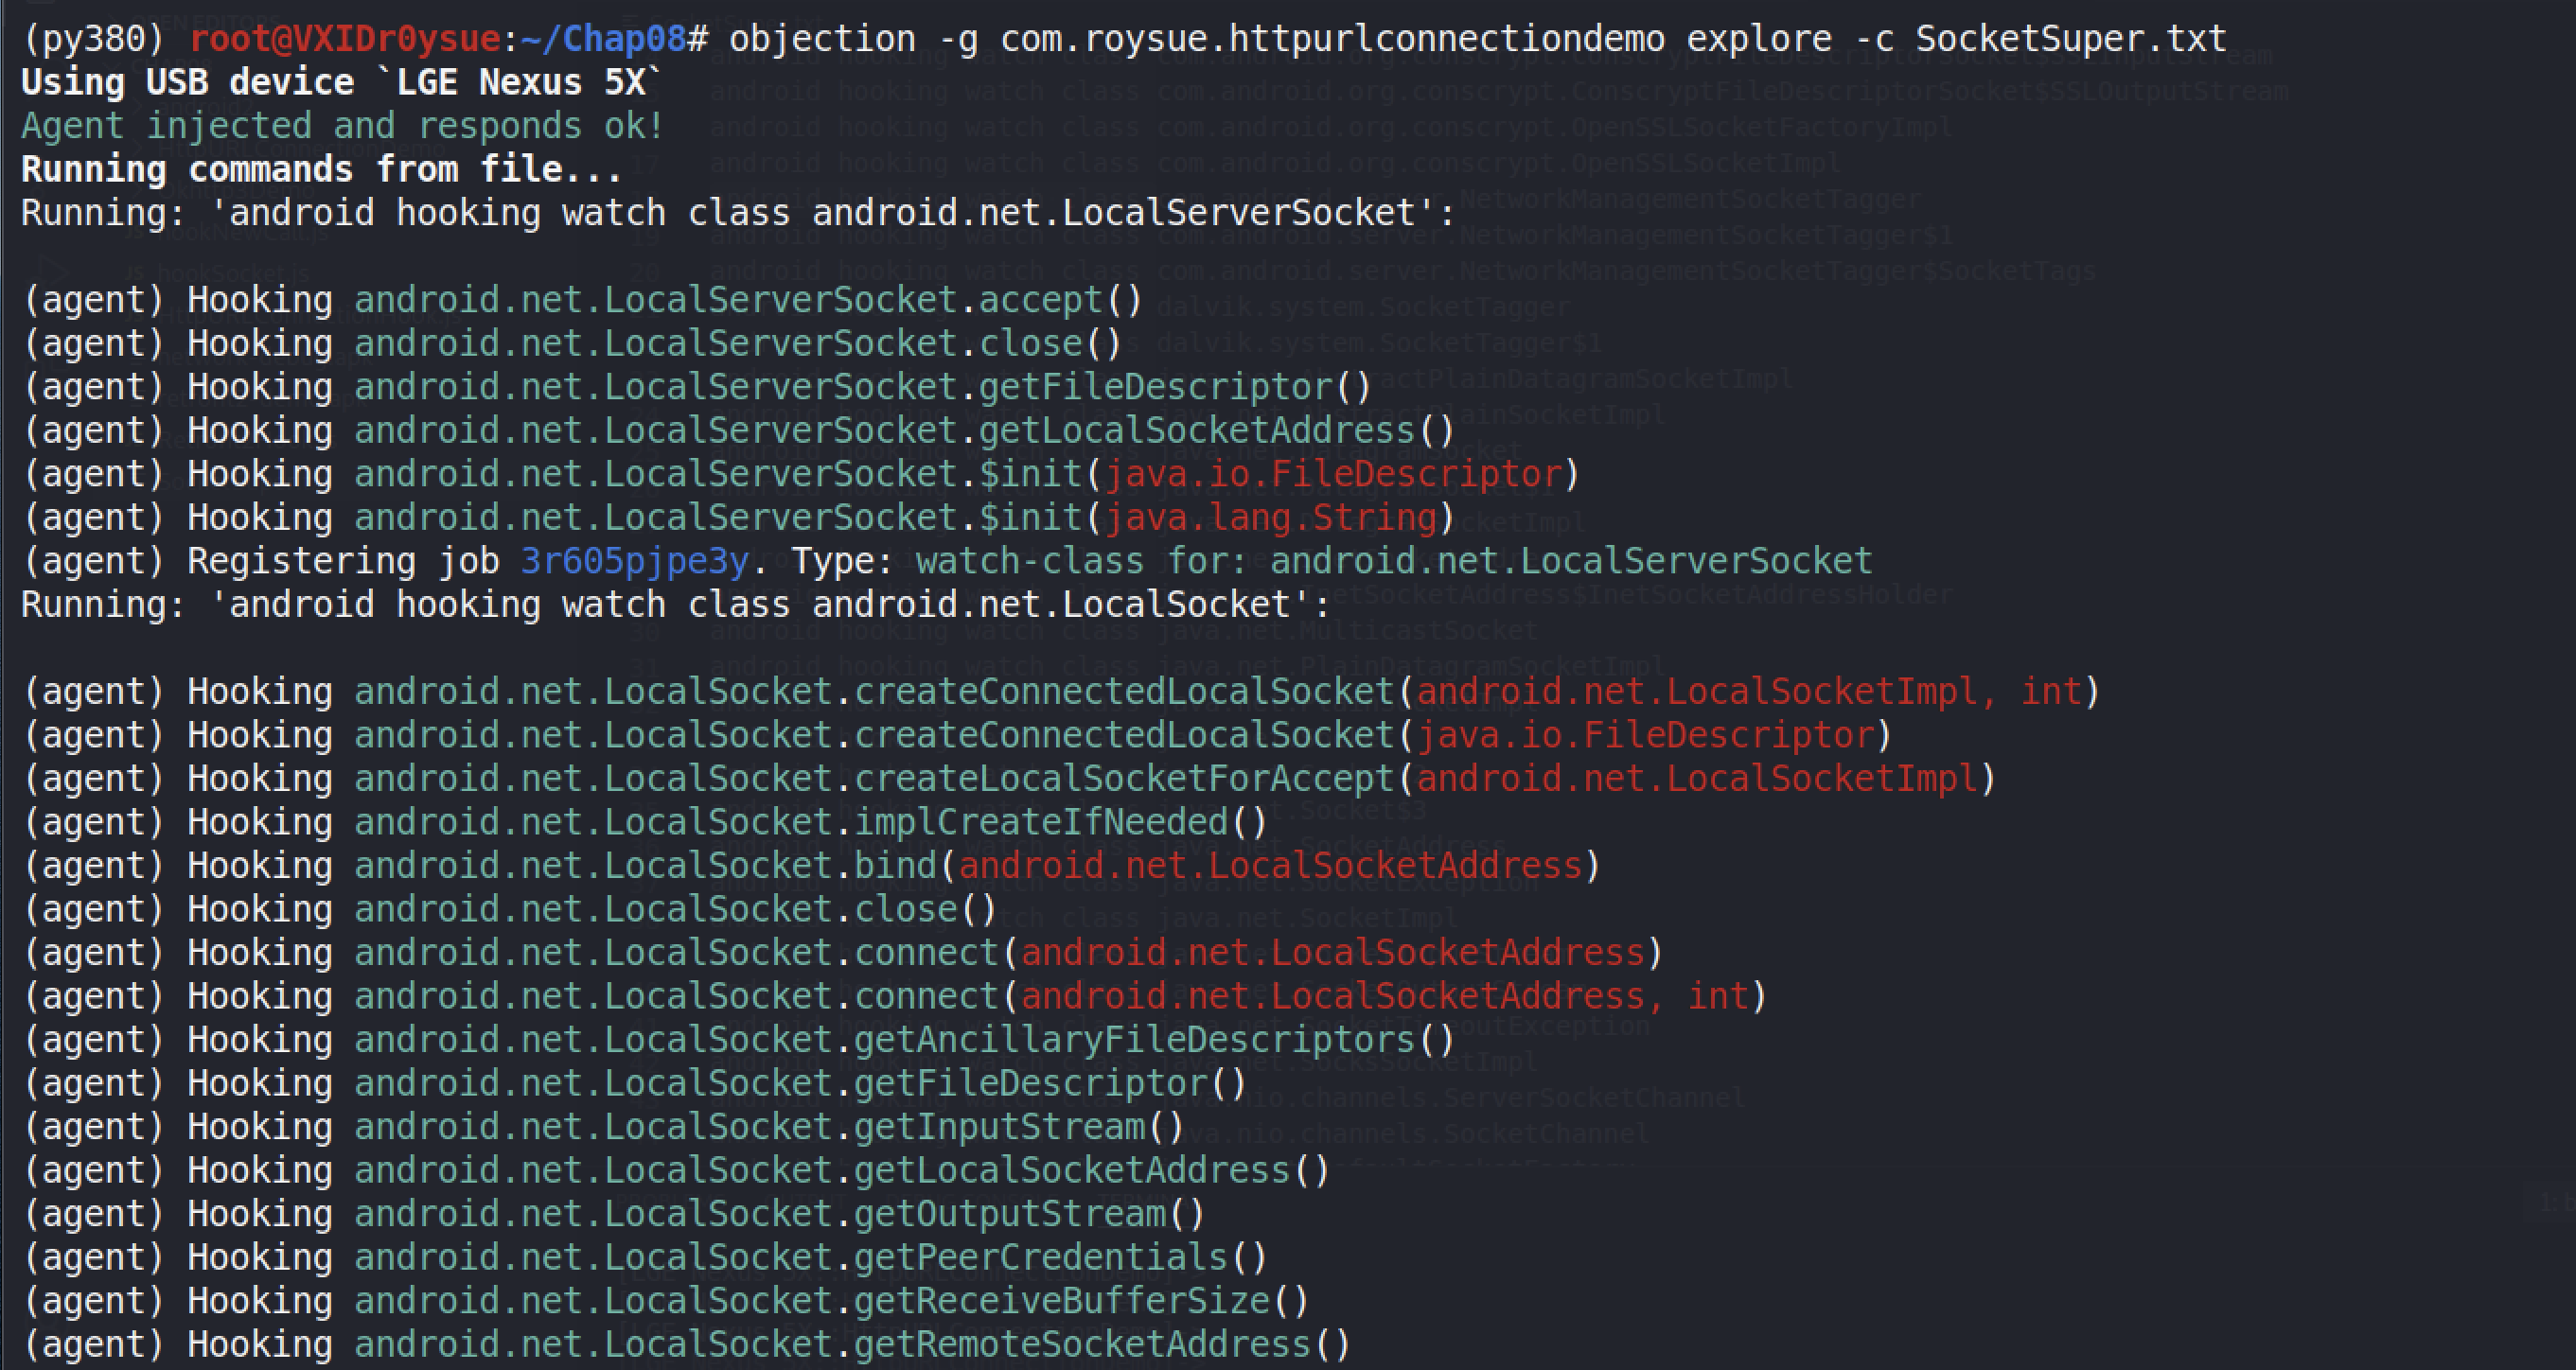 (py380) root@VXIDr0ysue:~/Chap08# objection -g com.roysue.httpurlconnectiondemo explore -c SocketSuper.txt
Using USB device `LGE Nexus 5X`
Agent injected and responds ok!
Running commands from file...
Running: 'android hooking watch class android.net.LocalServerSocket':
(agent) Hooking android.net.LocalServerSocket.accept()
(agent) Hooking android.net.LocalServerSocket.close()
(agent) Hooking android.net.LocalServerSocket.getFileDescriptor()
(agent) Hooking android.net.LocalServerSocket.getLocalSocketAddress()
(agent) Hooking android.net.LocalServerSocket.$init(java.io.FileDescriptor)
(agent) Hooking android.net.LocalServerSocket.$init(java.lang.String)
(agent) Registering job 3r605pjpe3y. Type: watch-class for: android.net.LocalServerSocket
Running: 'android hooking watch class android.net.LocalSocket':
(agent) Hooking android.net.LocalSocket.createConnectedLocalSocket(android.net.LocalSocketImpl, int)
(agent) Hooking android.net.LocalSocket.createConnectedLocalSocket(java.io.FileDescriptor)
(agent) Hooking android.net.LocalSocket.createLocalSocketForAccept(android.net.LocalSocketImpl)
(agent) Hooking android.net.LocalSocket.implCreateIfNeeded()
(agent) Hooking android.net.LocalSocket.bind(android.net.LocalSocketAddress)
(agent) Hooking android.net.LocalSocket.close()
(agent) Hooking android.net.LocalSocket.connect(android.net.LocalSocketAddress)
(agent) Hooking android.net.LocalSocket.connect(android.net.LocalSocketAddress, int)
(agent) Hooking android.net.LocalSocket.getAncillaryFileDescriptors()
(agent) Hooking android.net.LocalSocket.getFileDescriptor()
(agent) Hooking android.net.LocalSocket.getInputStream()
(agent) Hooking android.net.LocalSocket.getLocalSocketAddress()
(agent) Hooking android.net.LocalSocket.getOutputStream()
(agent) Hooking android.net.LocalSocket.getPeerCredentials()
(agent) Hooking android.net.LocalSocket.getReceiveBufferSize()
(agent) Hooking android.net.LocalSocket.getRemoteSocketAddress()